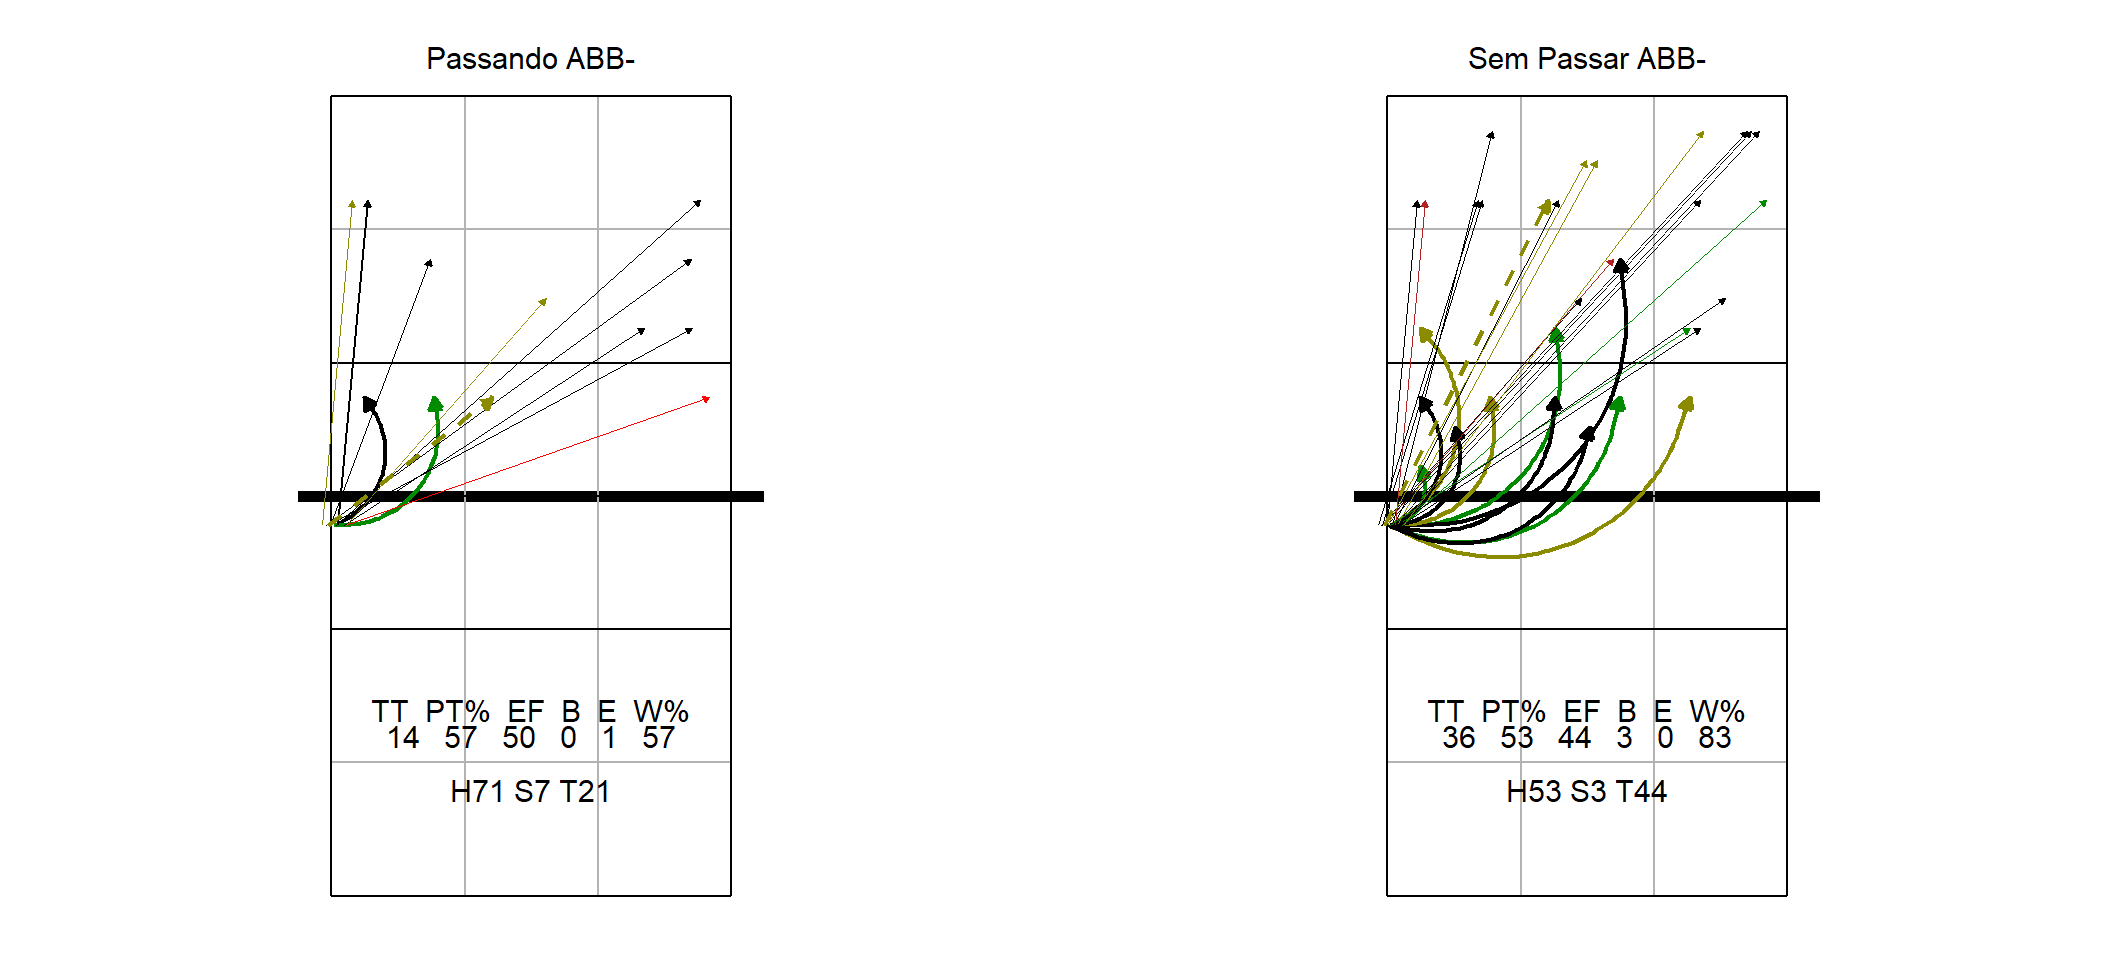 Passando ABB-
TT PT% EF B E W%
14 57 50 0 1 57
H71 S7 T21
Sem Passar ABB-
TT PT% EF B E W%
36 53 44 3 0 83
H53 S3 T44